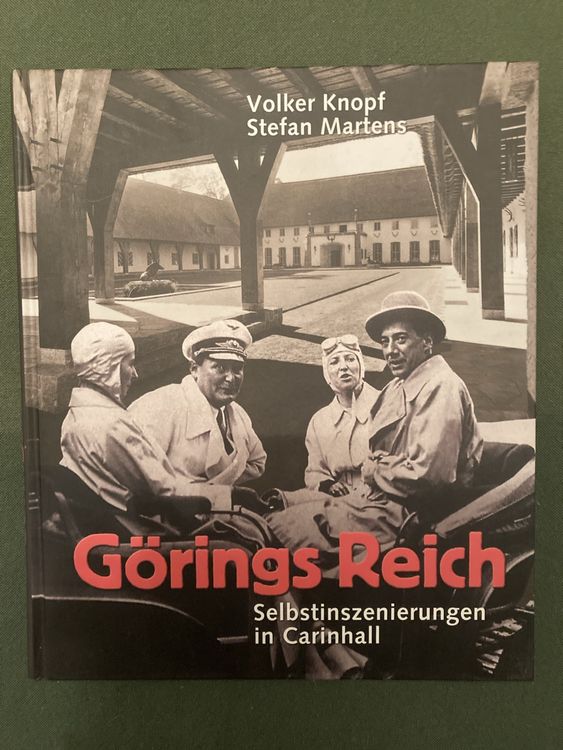 Volker Knopf
Stefan Martens
Görings Reich
Selbstinszenierungen
in Carinhall